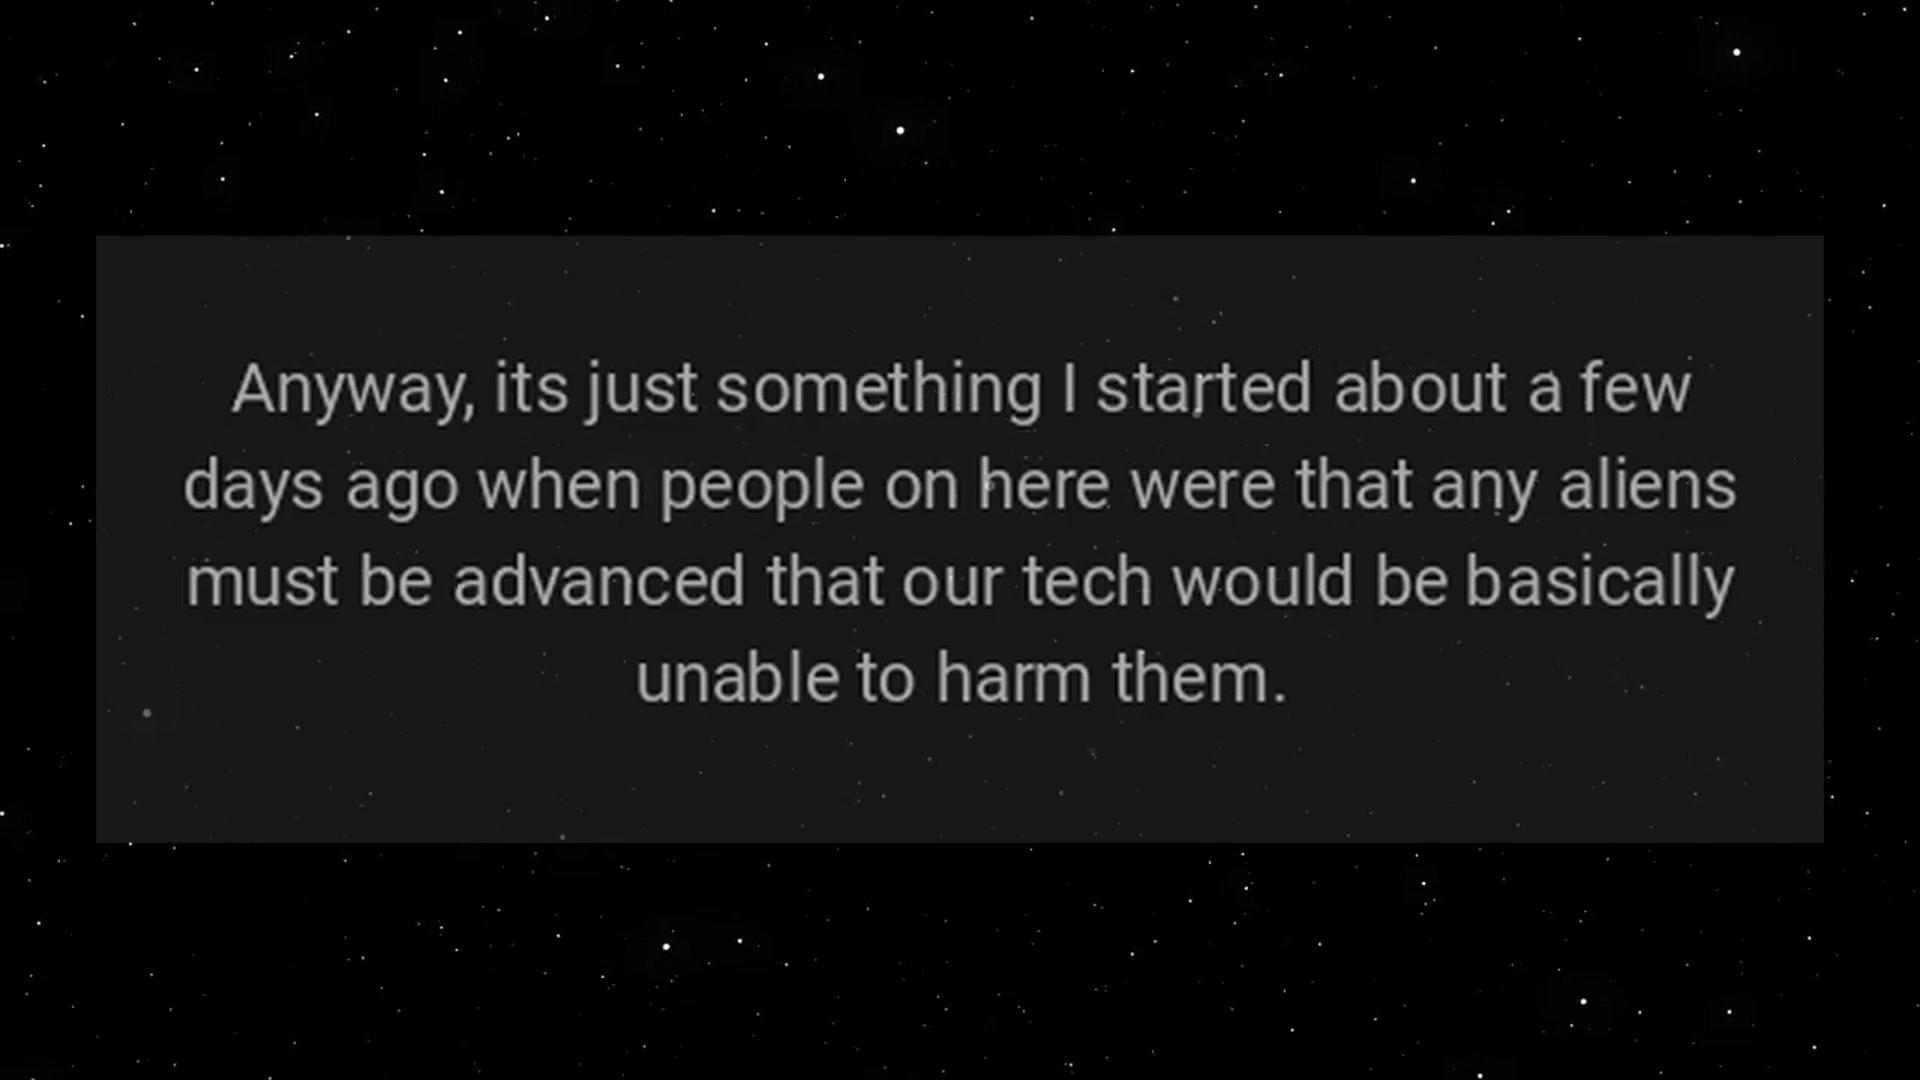 Anyway, its just something I started about a few
days ago when people on here were that any aliens
must be advanced that our tech would be basically
unable to harm them.